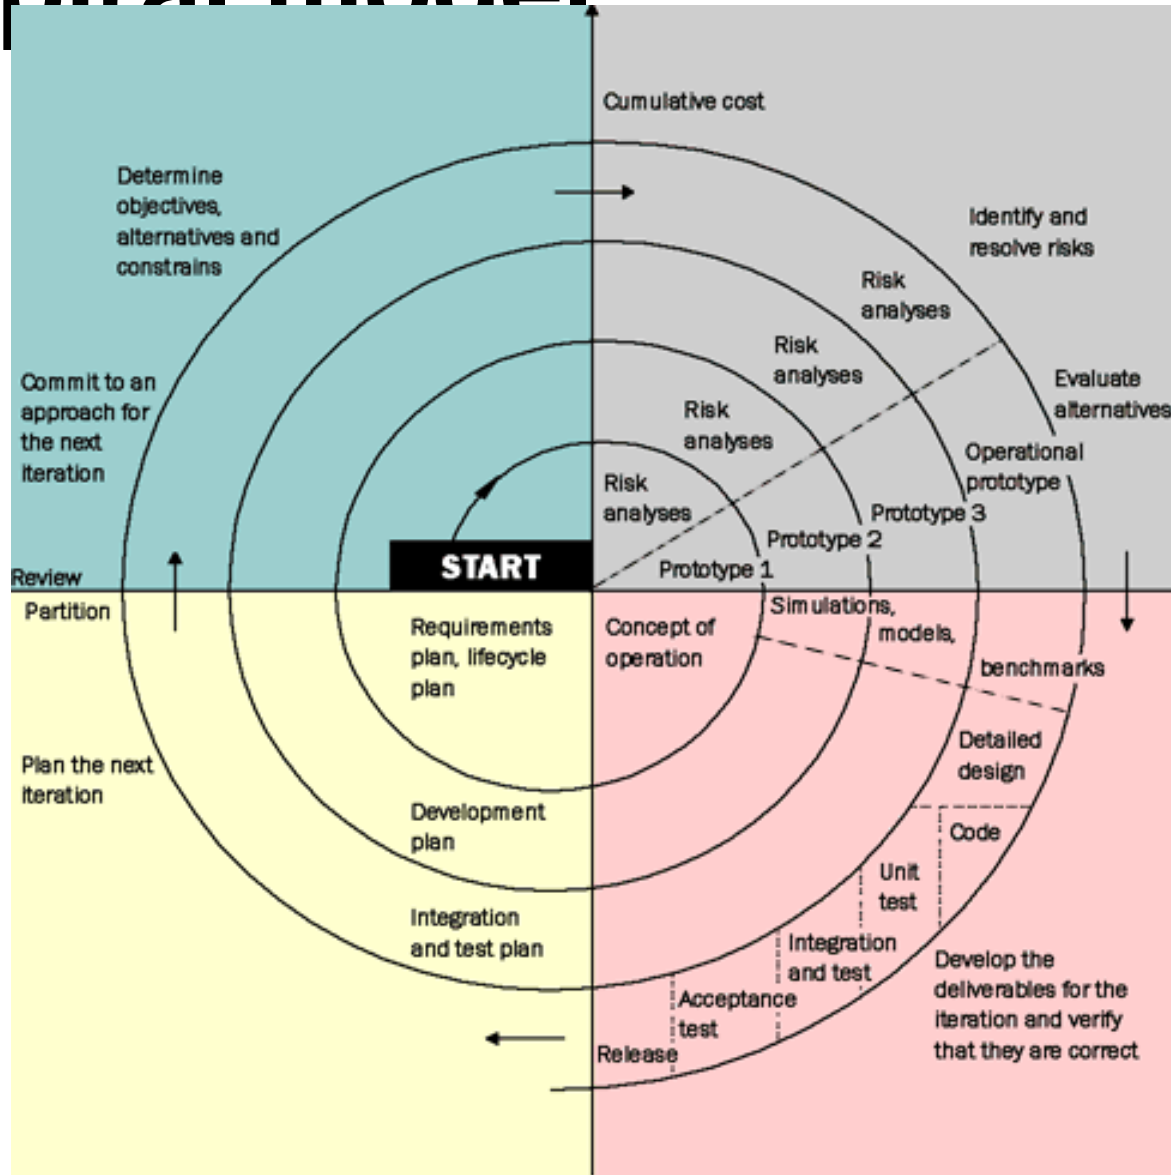 Cumulative cost
Determine
objectives,
alternatives and
constrains
Identify and
resolve risks
Risk
analyses
Risk
analyses
Commit to an
approach for
the next
iteration
Evaluate
alternatives
Risk
analyses
Operational
prototype
Risk
analyses
Prototype 3
Prototype 2
START
Prototype 1
Review
Partition
Simulations,
models,
benchmarks
Requirements
plan, lifecycle
plan
Concept of
operation
Detailed
design
Plan the next
iteration
Development
plan
Code
Unit
test
Integration
and test plan
Integration
and test
Develop the
deliverables for the
iteration and verify
that they are correct
Acceptance
test
Release